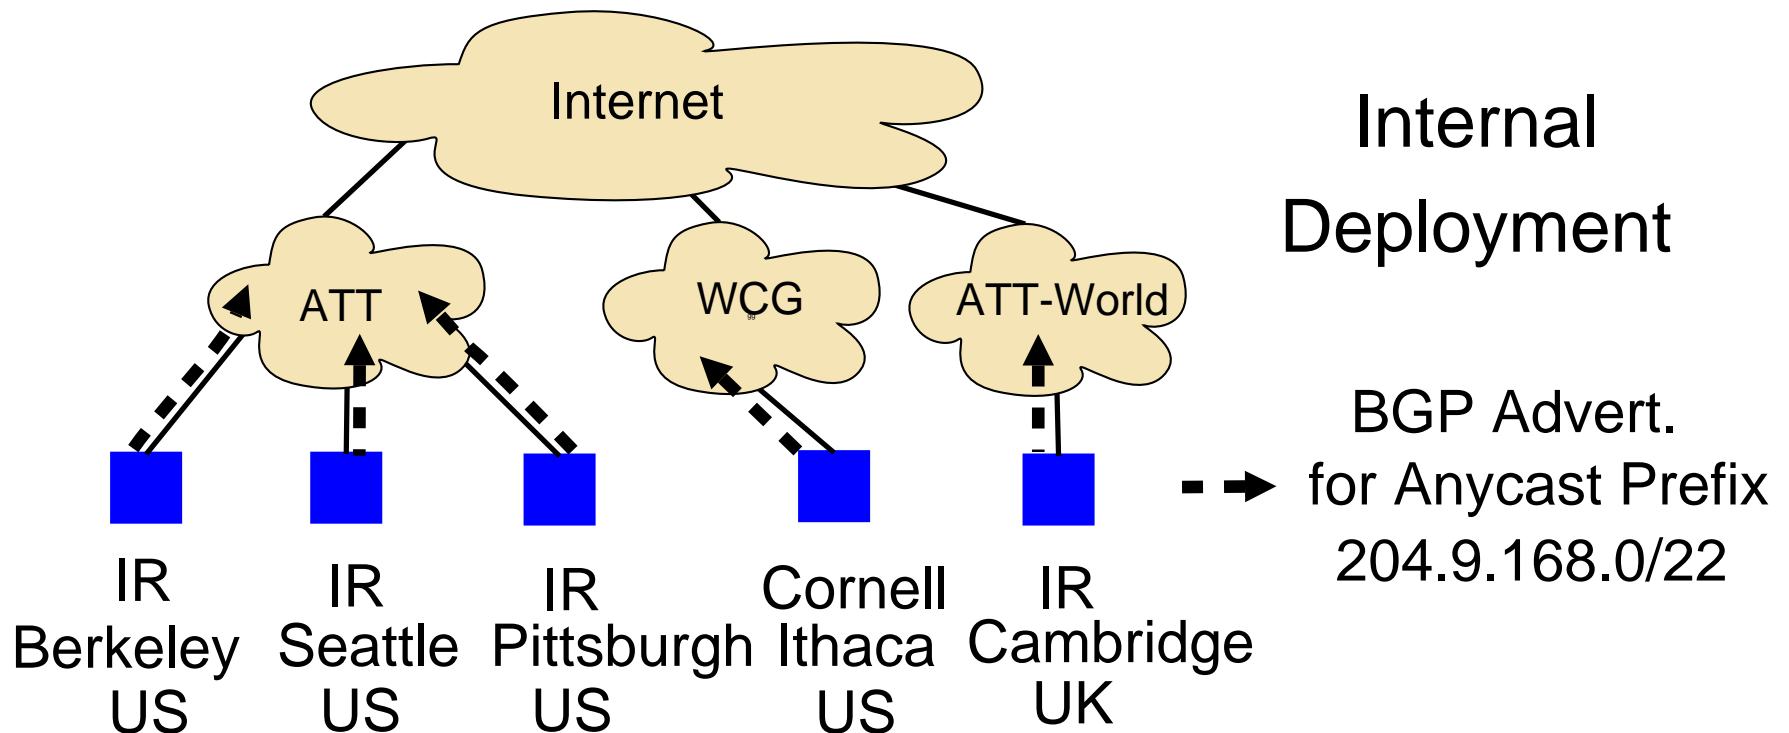 Internet
Internal
Deployment
ATT
WCG
ATT-World
BGP Advert.
for Anycast Prefix
204.9.168.0/22
IR
Berkeley
US
IR
Seattle
US
IR
Pittsburgh
US
Cornell
Ithaca
US
IR
Cambridge
UK